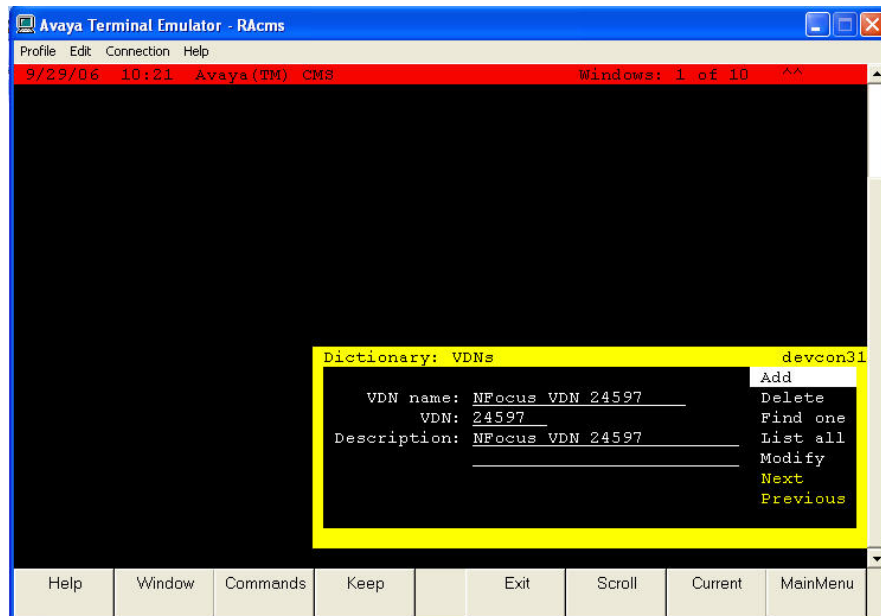 Avaya Terminal Emulator - RAcms
Profile Edit Connection Help
9/29/06 10:21 Avaya(TM) CMS Windows: 1 of 10 ^^
Dictionary: VDNs devcon31
Add
VDN name: NFocus VDN 24597 Delete
VDN: 24597 Find one
Description: NFocus VDN 24597 List all
Modify
Next
Previous
Help Window Commands Keep Exit Scroll Current MainMenu